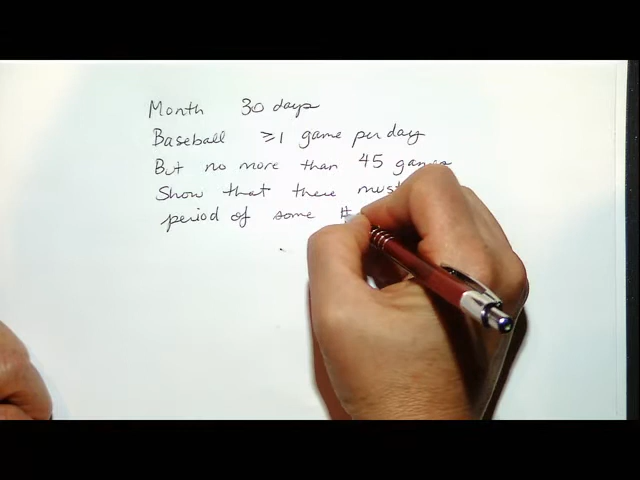 Month 30 days
Baseball ≥1 game per day
But no more than 45 games
Show that there must
period of some #